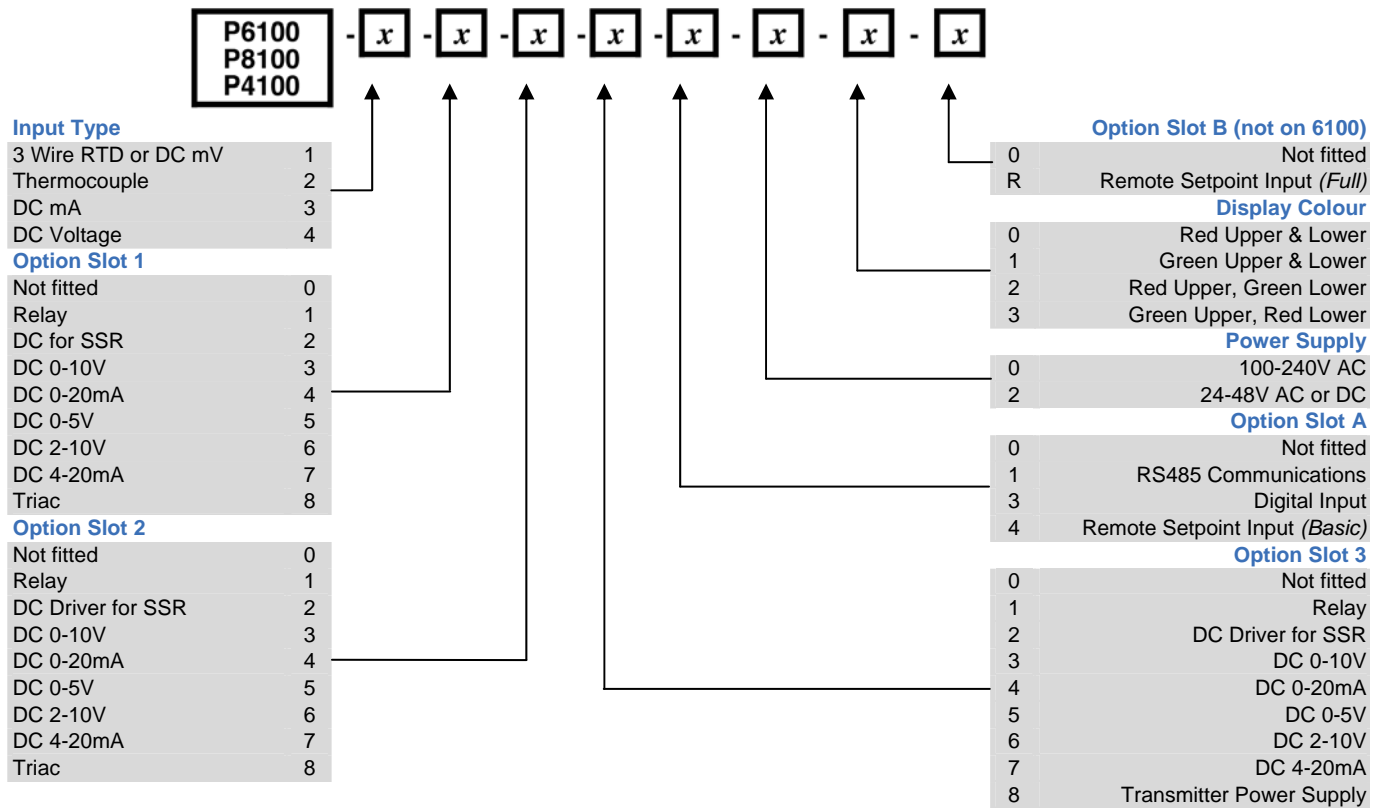 P6100
P8100
P4100
- x - x - x - x - x - x - x - x
Input Type
3 Wire RTD or DC mV 1
Thermocouple 2
DC mA 3
DC Voltage 4
Option Slot 1
Not fitted 0
Relay 1
DC for SSR 2
DC 0-10V 3
DC 0-20mA 4
DC 0-5V 5
DC 2-10V 6
DC 4-20mA 7
Triac 8
Option Slot 2
Not fitted 0
Relay 1
DC Driver for SSR 2
DC 0-10V 3
DC 0-20mA 4
DC 0-5V 5
DC 2-10V 6
DC 4-20mA 7
Triac 8
Option Slot B (not on 6100)
0 Not fitted
R Remote Setpoint Input (Full)
Display Colour
0 Red Upper & Lower
1 Green Upper & Lower
2 Red Upper, Green Lower
3 Green Upper, Red Lower
Power Supply
0 100-240V AC
2 24-48V AC or DC
Option Slot A
0 Not fitted
1 RS485 Communications
3 Digital Input
4 Remote Setpoint Input (Basic)
Option Slot 3
0 Not fitted
1 Relay
2 DC Driver for SSR
3 DC 0-10V
4 DC 0-20mA
5 DC 0-5V
6 DC 2-10V
7 DC 4-20mA
8 Transmitter Power Supply